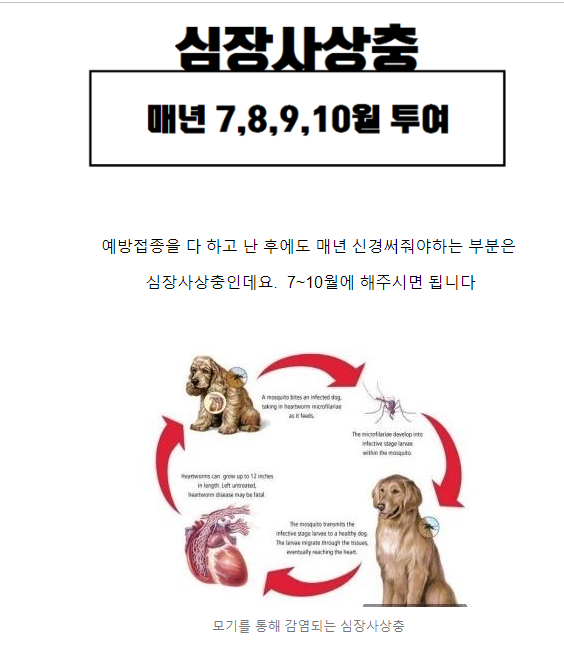 심장사상충
매년 7,8,9,10월 투여
예방접종을 다 하고 난 후에도 매년 신경써줘야하는 부분은
심장사상충인데요. 7~10월에 해주시면 됩니다
A mosquito bites an infected dog,
taking in heartworm microfilariae
as it feeds.
The microfilariae develop into
infective stage larvae
within the mosquito.
Heartworms can grow up to 12 inches
in length. Left untreated,
heartworm disease may be fatal.
The mosquito transmits the
infective stage larvae to a healthy dog.
The larvae migrate through the tissues,
eventually reaching the heart.
모기를 통해 감염되는 심장사상충